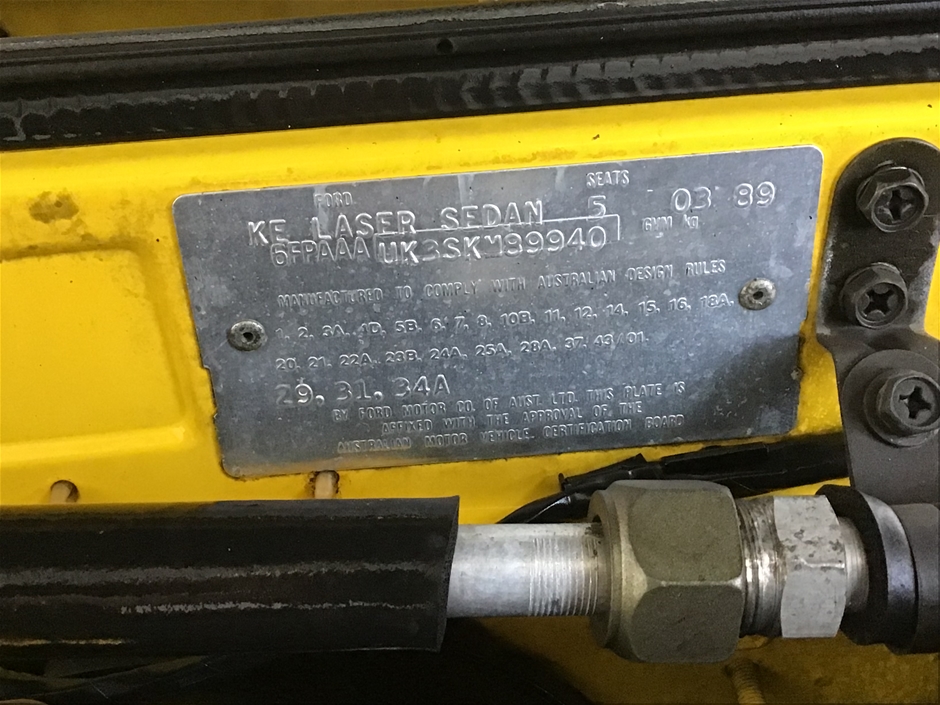 FORD SEATS
KE LASER SEDAN 5 03 89
6FPAAA UK3SKM89940 GMM KG
MANUFACTURED TO COMPLY WITH AUSTRALIAN DESIGN RULES
1, 2, 3A, 4D, 5B, 6, 7, 8, 10B, 11, 12, 14, 15, 16, 18A,
20, 21, 22A, 23B, 24A, 25A, 28A, 37, 43/01.
29, 31, 34A
BY FORD MOTOR CO. OF AUST. LTD. THIS PLATE IS
AFFIXED WITH THE APPROVAL OF THE
AUSTRALIAN MOTOR VEHICLE CERTIFICATION BOARD